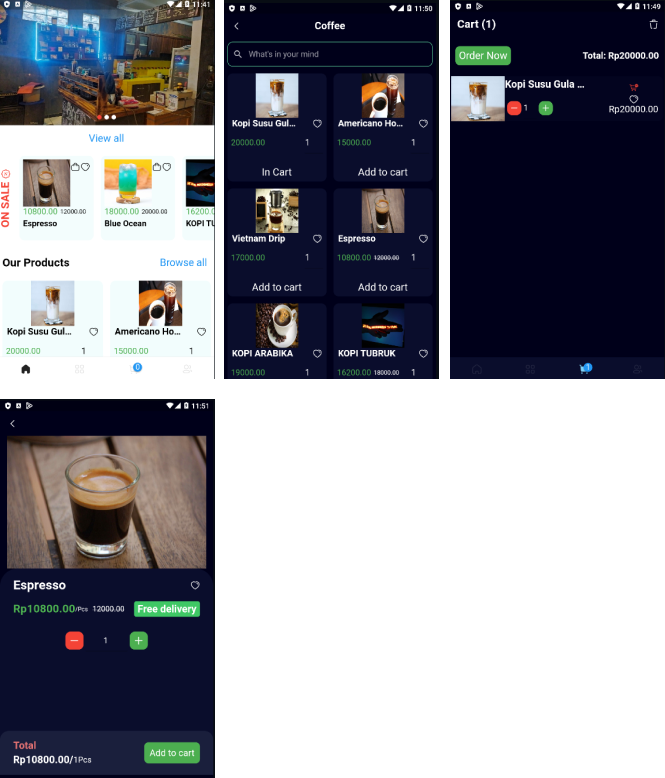 11:41
View all
ON SALE
10800.00 12000.00
Espresso
18000.00 20000.00
Blue Ocean
16200.0
KOPI TU
Our Products
Browse all
Kopi Susu Gul...
20000.00 1
Americano Ho...
15000.00 1
0
11:50
Coffee
What's in your mind
Kopi Susu Gul...
20000.00 1
In Cart
Americano Ho...
15000.00 1
Add to cart
Vietnam Drip
17000.00 1
Add to cart
Espresso
10800.00 12000.00 1
Add to cart
KOPI ARABIKA
19000.00 1
KOPI TUBRUK
16200.00 18000.00 1
11:49
Cart (1)
Order Now
Total: Rp20000.00
Kopi Susu Gula ...
1
Rp20000.00
1
11:51
Espresso
Rp10800.00/Pcs 12000.00 Free delivery
1
Total
Rp10800.00/1Pcs
Add to cart